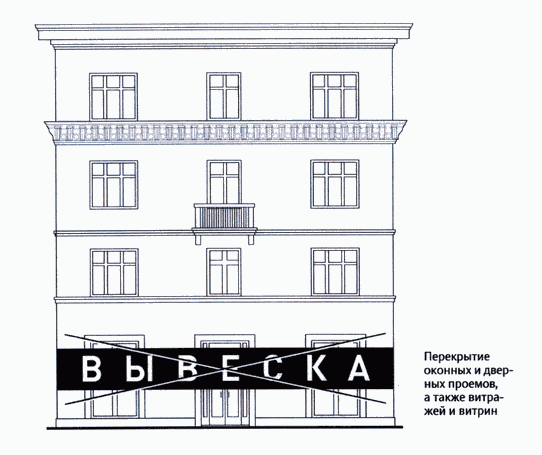 ВЫВЕСКА
Перекрытие
оконных и двер-
ных проемов,
а также витра-
жей и витрин